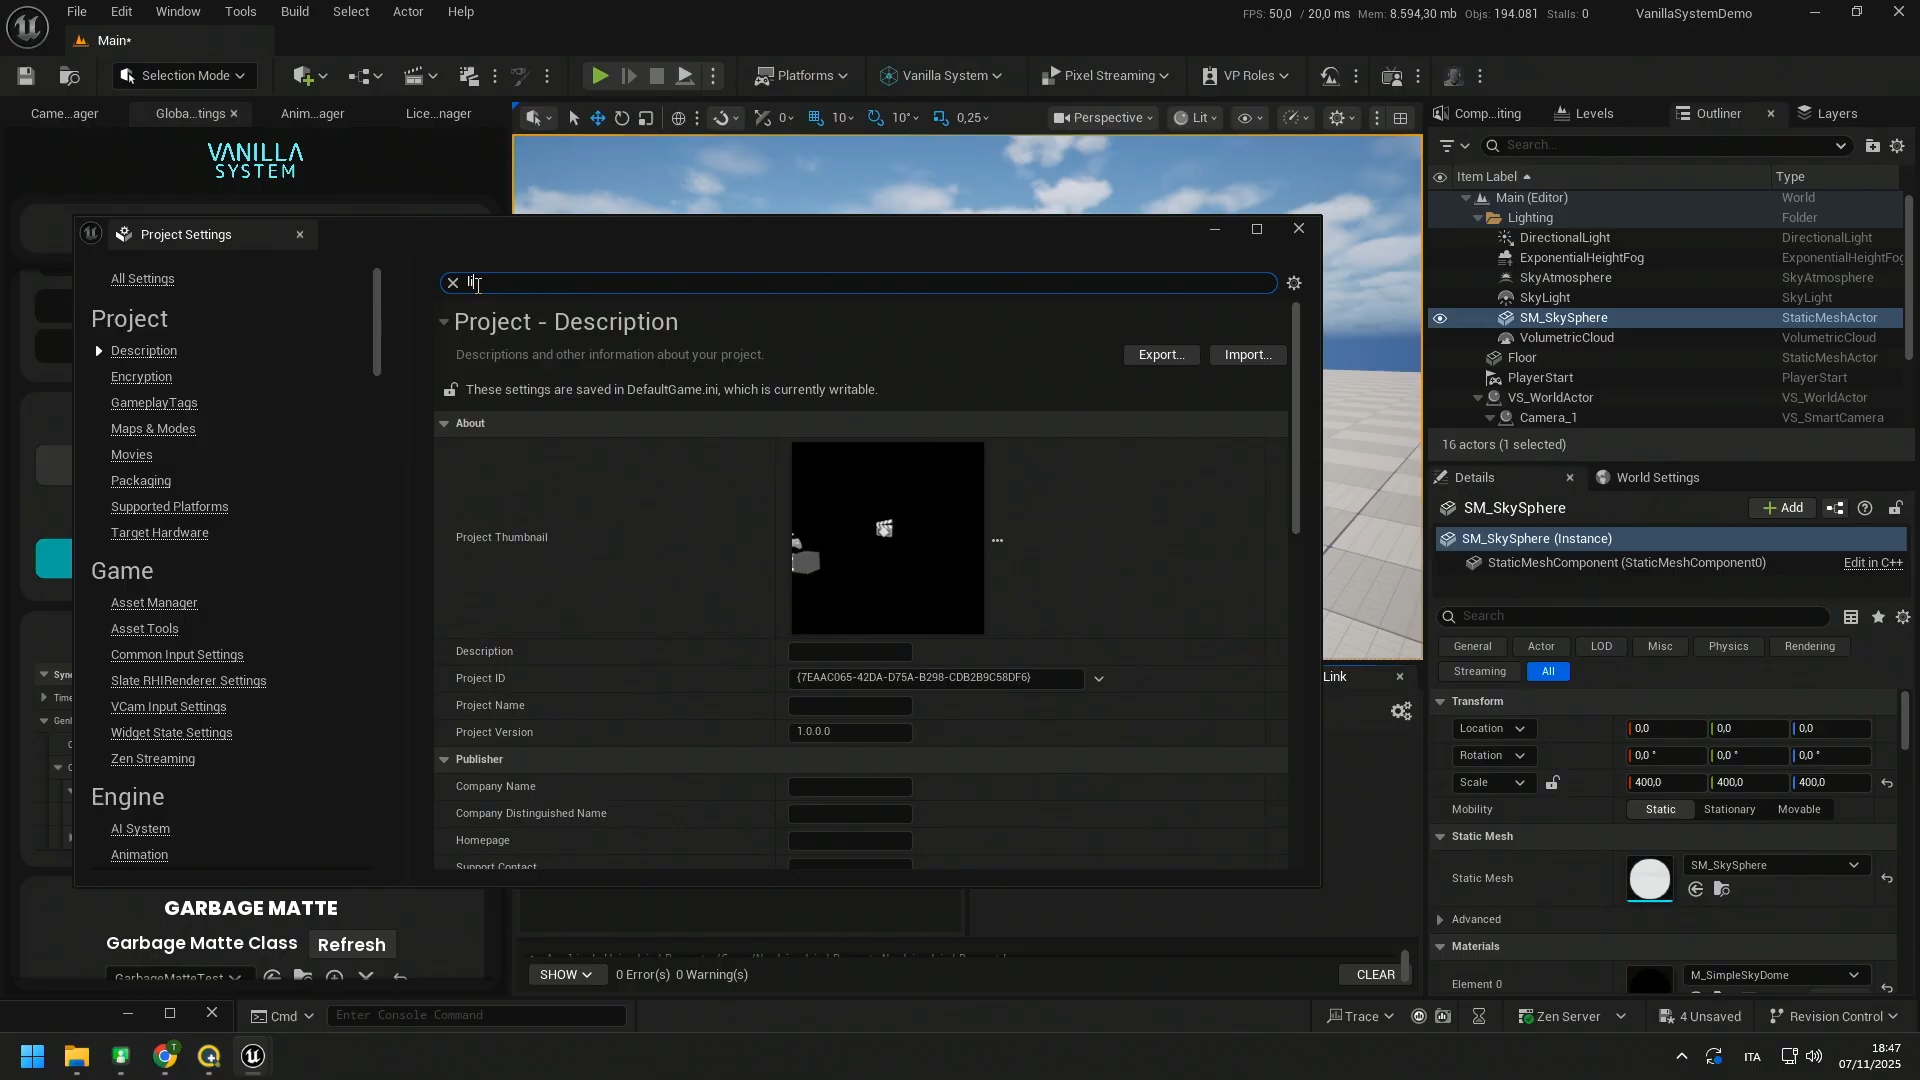 File Edit Window Tools Build Select Actor Help
FPS: 50,0 / 20,0 ms Mem: 8.594,30 mb Objs: 194.081 Stalls: 0
VanillaSystemDemo
Main*
Selection Mode
Platforms
Vanilla System
Pixel Streaming
VP Roles
Came...ager
Globa...tings
Anim...ager
Lice...nager
0
10
10°
0,25
Perspective
Lit
Comp...iting
Levels
Outliner
Layers
VANILLA
SYSTEM
Search...
Item Label
Type
Main (Editor) World
Lighting Folder
DirectionalLight DirectionalLight
ExponentialHeightFog ExponentialHeightFog
SkyAtmosphere SkyAtmosphere
SkyLight SkyLight
SM_SkySphere StaticMeshActor
VolumetricCloud VolumetricCloud
Floor StaticMeshActor
PlayerStart PlayerStart
VS_WorldActor VS_WorldActor
Camera_1 VS_SmartCamera
16 actors (1 selected)
Project Settings
All Settings
Project
Description
Encryption
GameplayTags
Maps & Modes
Movies
Packaging
Supported Platforms
Target Hardware
Game
Asset Manager
Asset Tools
Common Input Settings
Slate RHIRenderer Settings
VCam Input Settings
Widget State Settings
Zen Streaming
Engine
AI System
Animation
li
Project - Description
Descriptions and other information about your project.
Export...
Import...
These settings are saved in DefaultGame.ini, which is currently writable.
About
Project Thumbnail
Description
Project ID {7EAAC065-42DA-D75A-B298-CDB2B9C58DF6}
Project Name
Project Version 1.0.0.0
Publisher
Company Name
Company Distinguished Name
Homepage
Support Contact
Link
Details
World Settings
SM_SkySphere
Add
SM_SkySphere (Instance)
StaticMeshComponent (StaticMeshComponent0)
Edit in C++
Search
General Actor LOD Misc Physics Rendering
Streaming All
Transform
Location 0,0 0,0 0,0
Rotation 0,0 ° 0,0 ° 0,0 °
Scale 400,0 400,0 400,0
Mobility Static Stationary Movable
Static Mesh
Static Mesh SM_SkySphere
Advanced
Materials
Element 0 M_SimpleSkyDome
GARBAGE MATTE
Garbage Matte Class Refresh
GarbageMatteTest
SHOW
0 Error(s) 0 Warning(s)
CLEAR
Cmd
Enter Console Command
Trace
Zen Server
4 Unsaved
Revision Control
ITA
18:47
07/11/2025